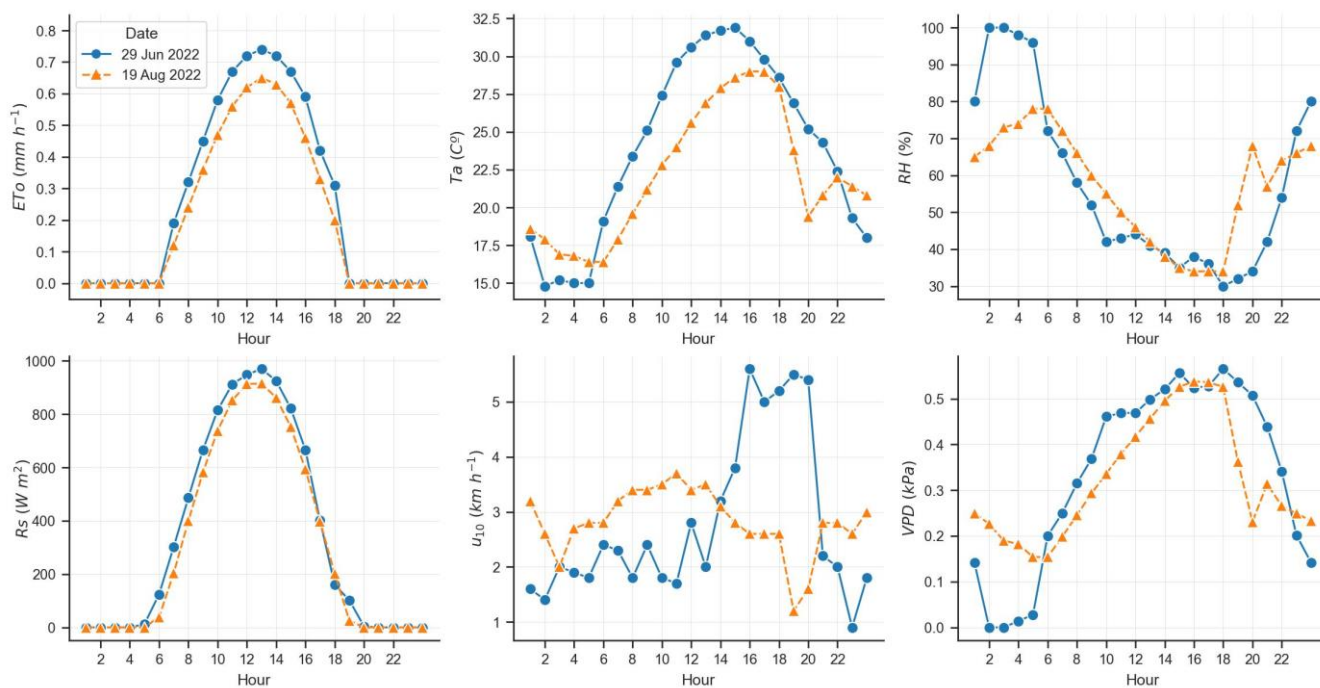 ETo (mm h⁻¹)
0.8
0.7
0.6
0.5
0.4
0.3
0.2
0.1
0.0
Date
29 Jun 2022
19 Aug 2022
2 4 6 8 10 12 14 16 18 20 22
Hour
Ta (Cº)
32.5
30.0
27.5
25.0
22.5
20.0
17.5
15.0
2 4 6 8 10 12 14 16 18 20 22
Hour
RH (%)
100
90
80
70
60
50
40
30
2 4 6 8 10 12 14 16 18 20 22
Hour
Rs (W m²)
1000
800
600
400
200
0
2 4 6 8 10 12 14 16 18 20 22
Hour
u₁₀ (km h⁻¹)
5
4
3
2
1
2 4 6 8 10 12 14 16 18 20 22
Hour
VPD (kPa)
0.5
0.4
0.3
0.2
0.1
0.0
2 4 6 8 10 12 14 16 18 20 22
Hour